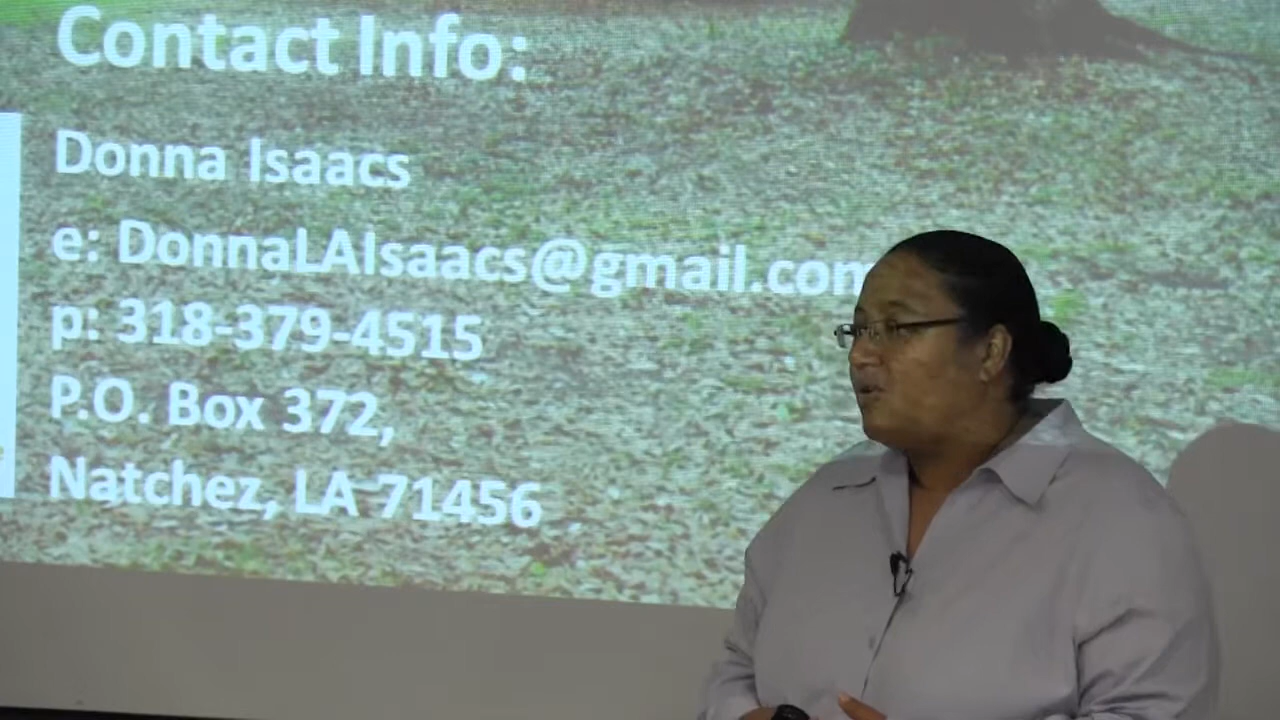 Contact Info:
Donna Isaacs
e: DonnaLAIsaacs@gmail.com
p: 318-379-4515
P.O. Box 372,
Natchez, LA 71456